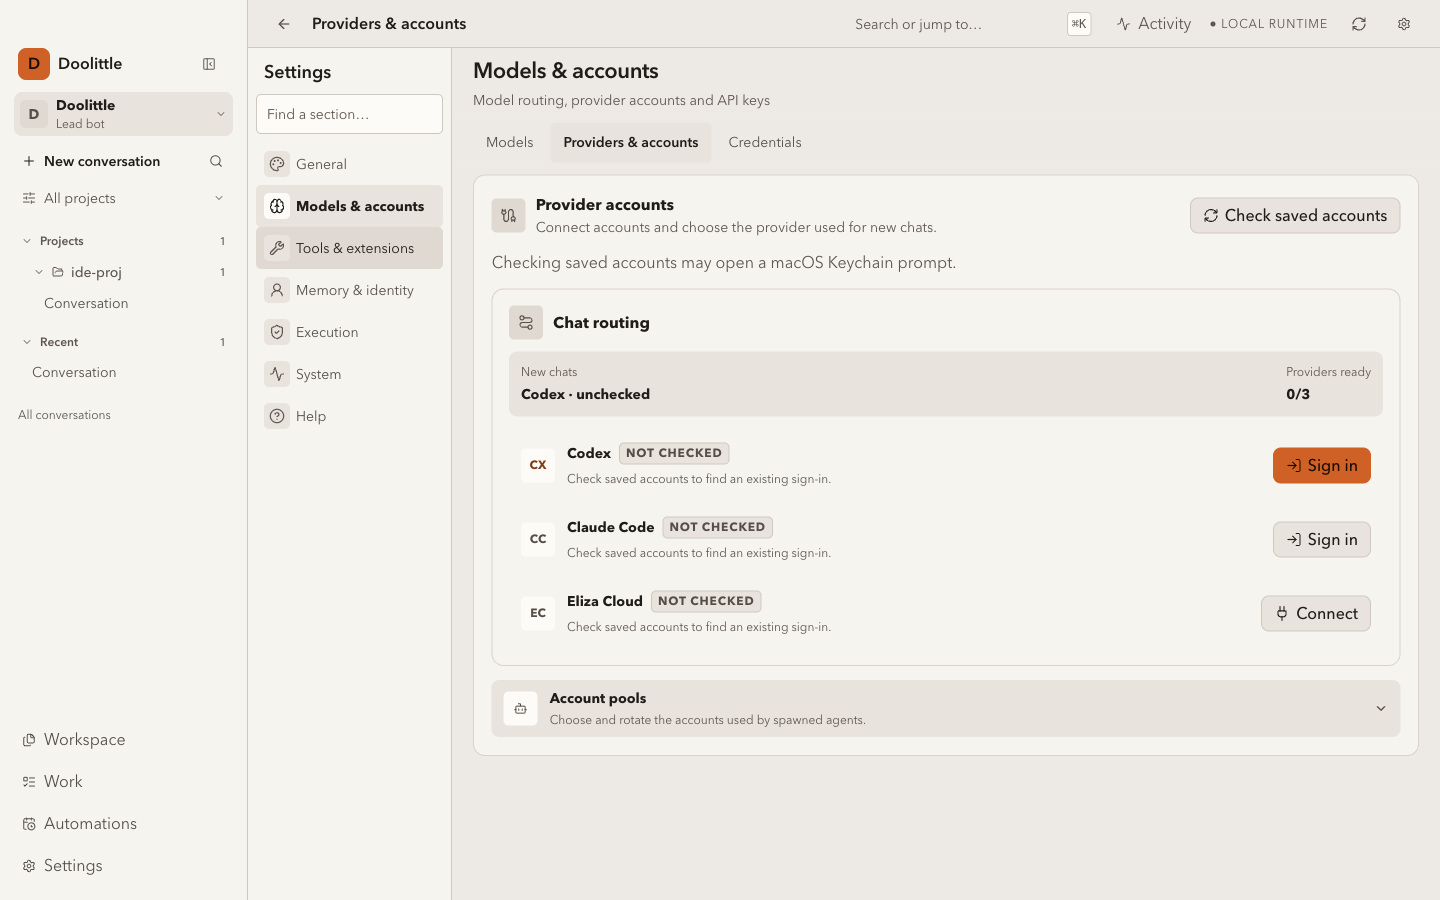 Providers & accounts
Search or jump to…
⌘K
Activity
LOCAL RUNTIME
D
Doolittle
D
Doolittle
Lead bot
New conversation
All projects
Projects
1
ide-proj
1
Conversation
Recent
1
Conversation
All conversations
Workspace
Work
Automations
Settings
Settings
Find a section…
General
Models & accounts
Tools & extensions
Memory & identity
Execution
System
Help
Models & accounts
Model routing, provider accounts and API keys
Models
Providers & accounts
Credentials
Provider accounts
Connect accounts and choose the provider used for new chats.
Check saved accounts
Checking saved accounts may open a macOS Keychain prompt.
Chat routing
New chats
Codex · unchecked
Providers ready
0/3
CX
Codex
NOT CHECKED
Check saved accounts to find an existing sign-in.
Sign in
CC
Claude Code
NOT CHECKED
Check saved accounts to find an existing sign-in.
Sign in
EC
Eliza Cloud
NOT CHECKED
Check saved accounts to find an existing sign-in.
Connect
Account pools
Choose and rotate the accounts used by spawned agents.